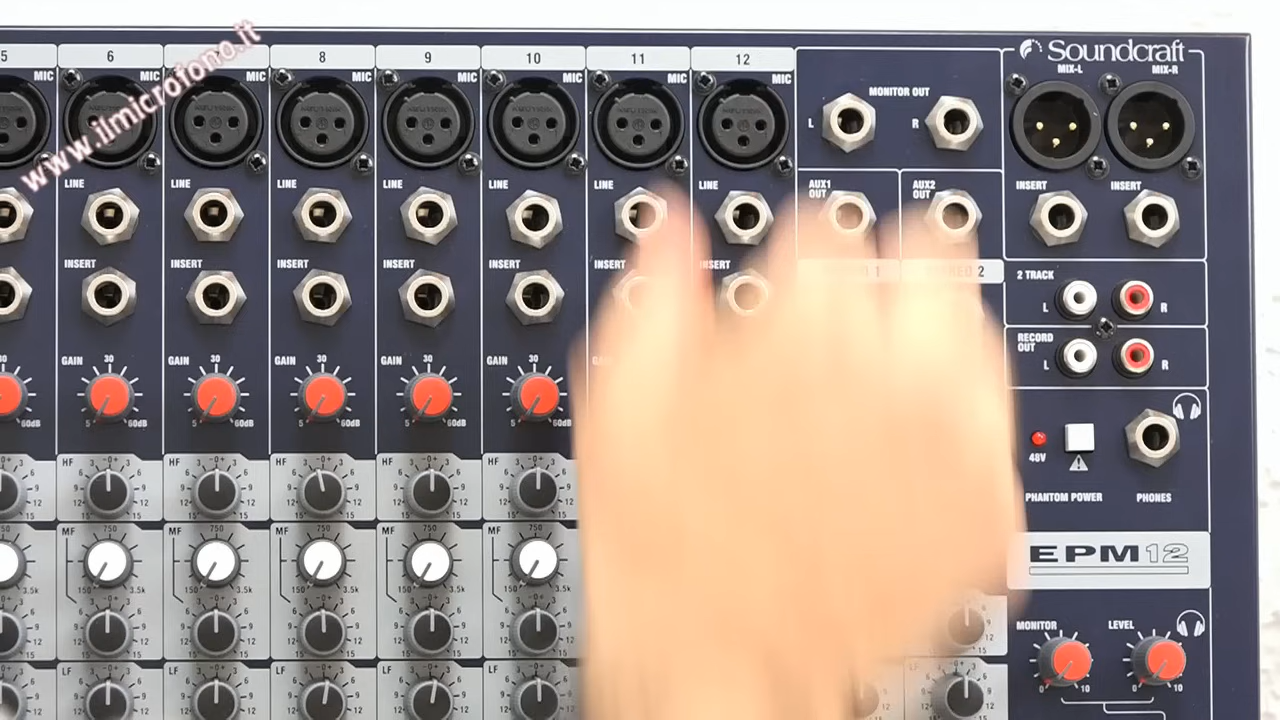 www.ilmicrofono.it
5 6 7 8 9 10 11 12
Soundcraft
MIC MIC MIC MIC MIC MIC MIC MIC
MIX-L MIX-R
MONITOR OUT
L R
LINE LINE LINE LINE LINE LINE LINE
AUX1 OUT AUX2 OUT
INSERT INSERT
INSERT INSERT INSERT INSERT INSERT INSERT INSERT
2
2 TRACK
L R
RECORD OUT
L R
GAIN GAIN GAIN GAIN GAIN
30 30 30 30 30 30
5 60dB 5 60dB 5 60dB 5 60dB 5
48V
PHANTOM POWER PHONES
HF HF HF HF HF
MF MF MF MF MF
750 750 750 750 750
150 3.5k 150 3.5k 150 3.5k 150 3.5k 150 3.5k
EPM12
MONITOR LEVEL
0 10 0 10
LF LF LF LF LF